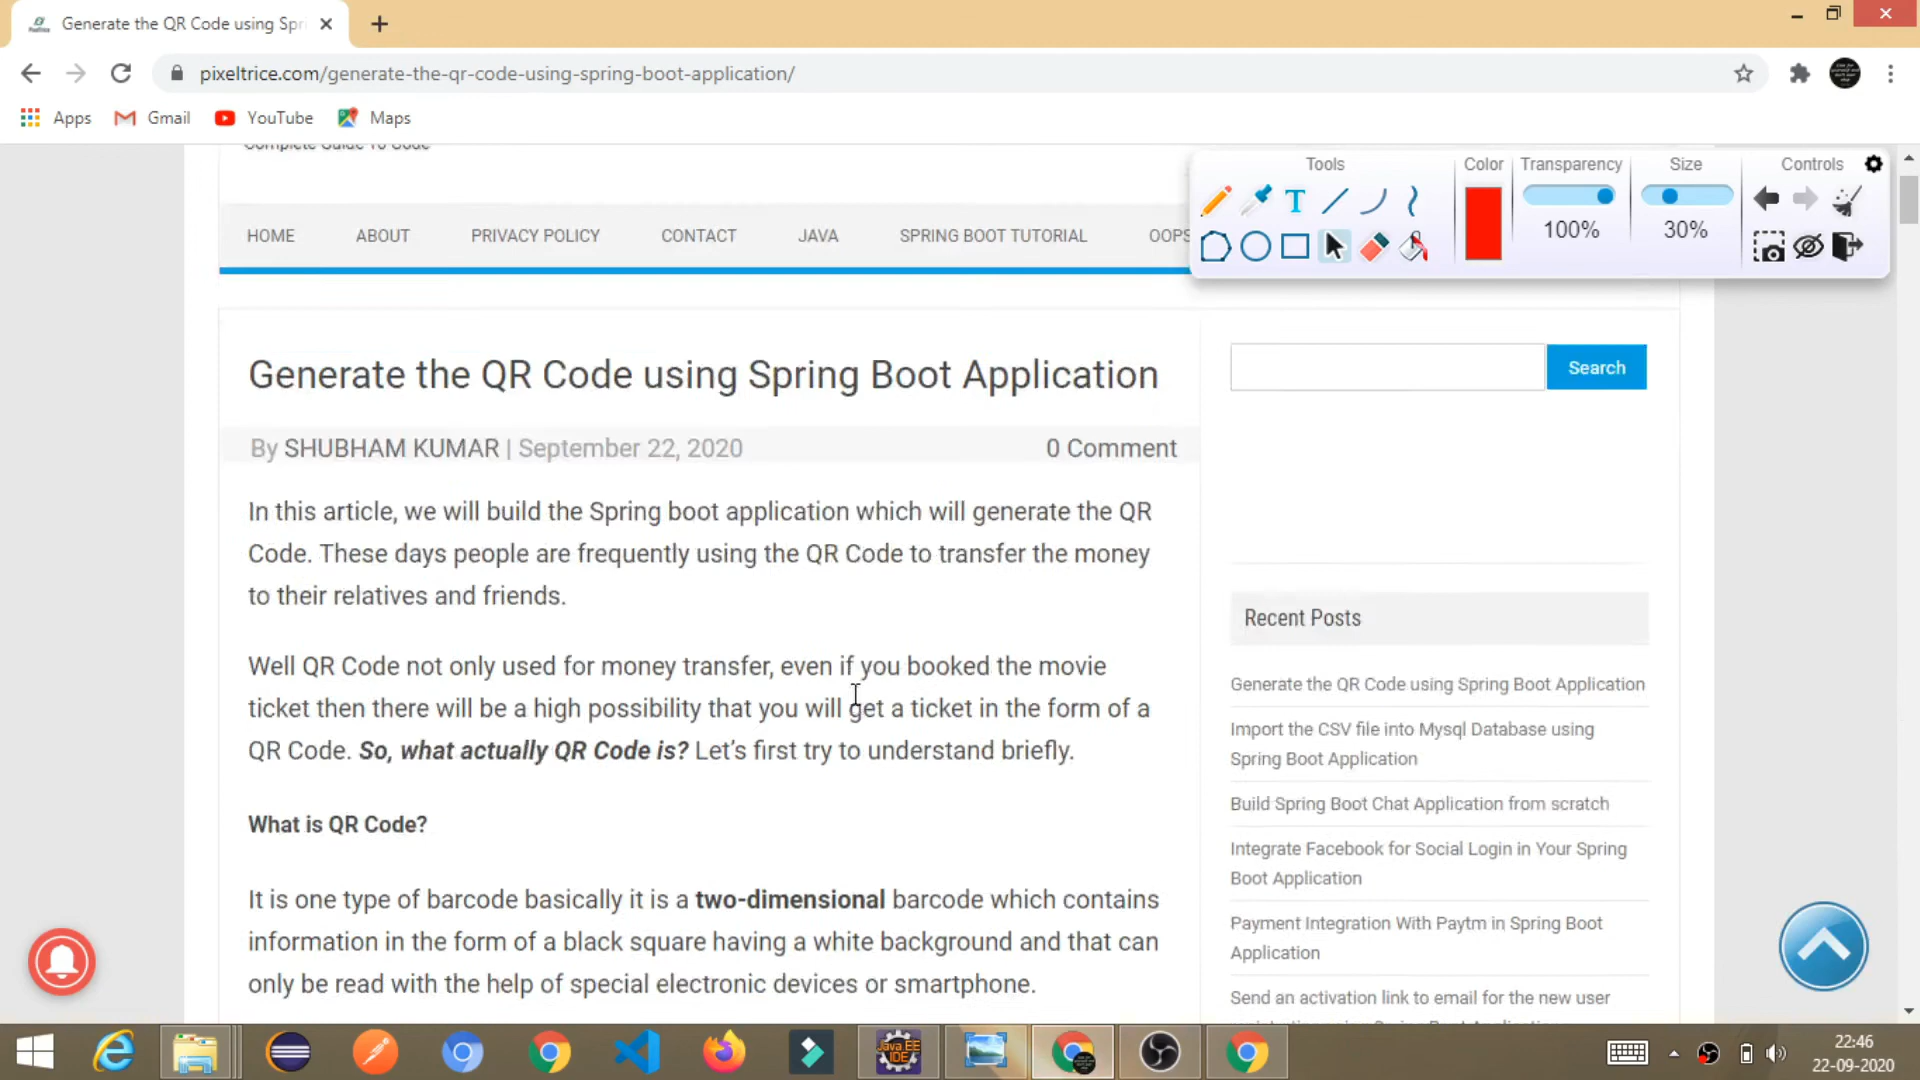 Generate the QR Code using Spri
pixeltrice.com/generate-the-qr-code-using-spring-boot-application/
Apps
Gmail
YouTube
Maps
Complete Guide To Code
Tools
Color
Transparency
Size
Controls
100%
30%
HOME
ABOUT
PRIVACY POLICY
CONTACT
JAVA
SPRING BOOT TUTORIAL
OOPS
Generate the QR Code using Spring Boot Application
Search
By SHUBHAM KUMAR | September 22, 2020
0 Comment
In this article, we will build the Spring boot application which will generate the QR
Code. These days people are frequently using the QR Code to transfer the money
to their relatives and friends.
Well QR Code not only used for money transfer, even if you booked the movie
ticket then there will be a high possibility that you will get a ticket in the form of a
QR Code. So, what actually QR Code is? Let's first try to understand briefly.
What is QR Code?
It is one type of barcode basically it is a two-dimensional barcode which contains
information in the form of a black square having a white background and that can
only be read with the help of special electronic devices or smartphone.
Recent Posts
Generate the QR Code using Spring Boot Application
Import the CSV file into Mysql Database using
Spring Boot Application
Build Spring Boot Chat Application from scratch
Integrate Facebook for Social Login in Your Spring
Boot Application
Payment Integration With Paytm in Spring Boot
Application
Send an activation link to email for the new user
Java EE
IDE
22:46
22-09-2020